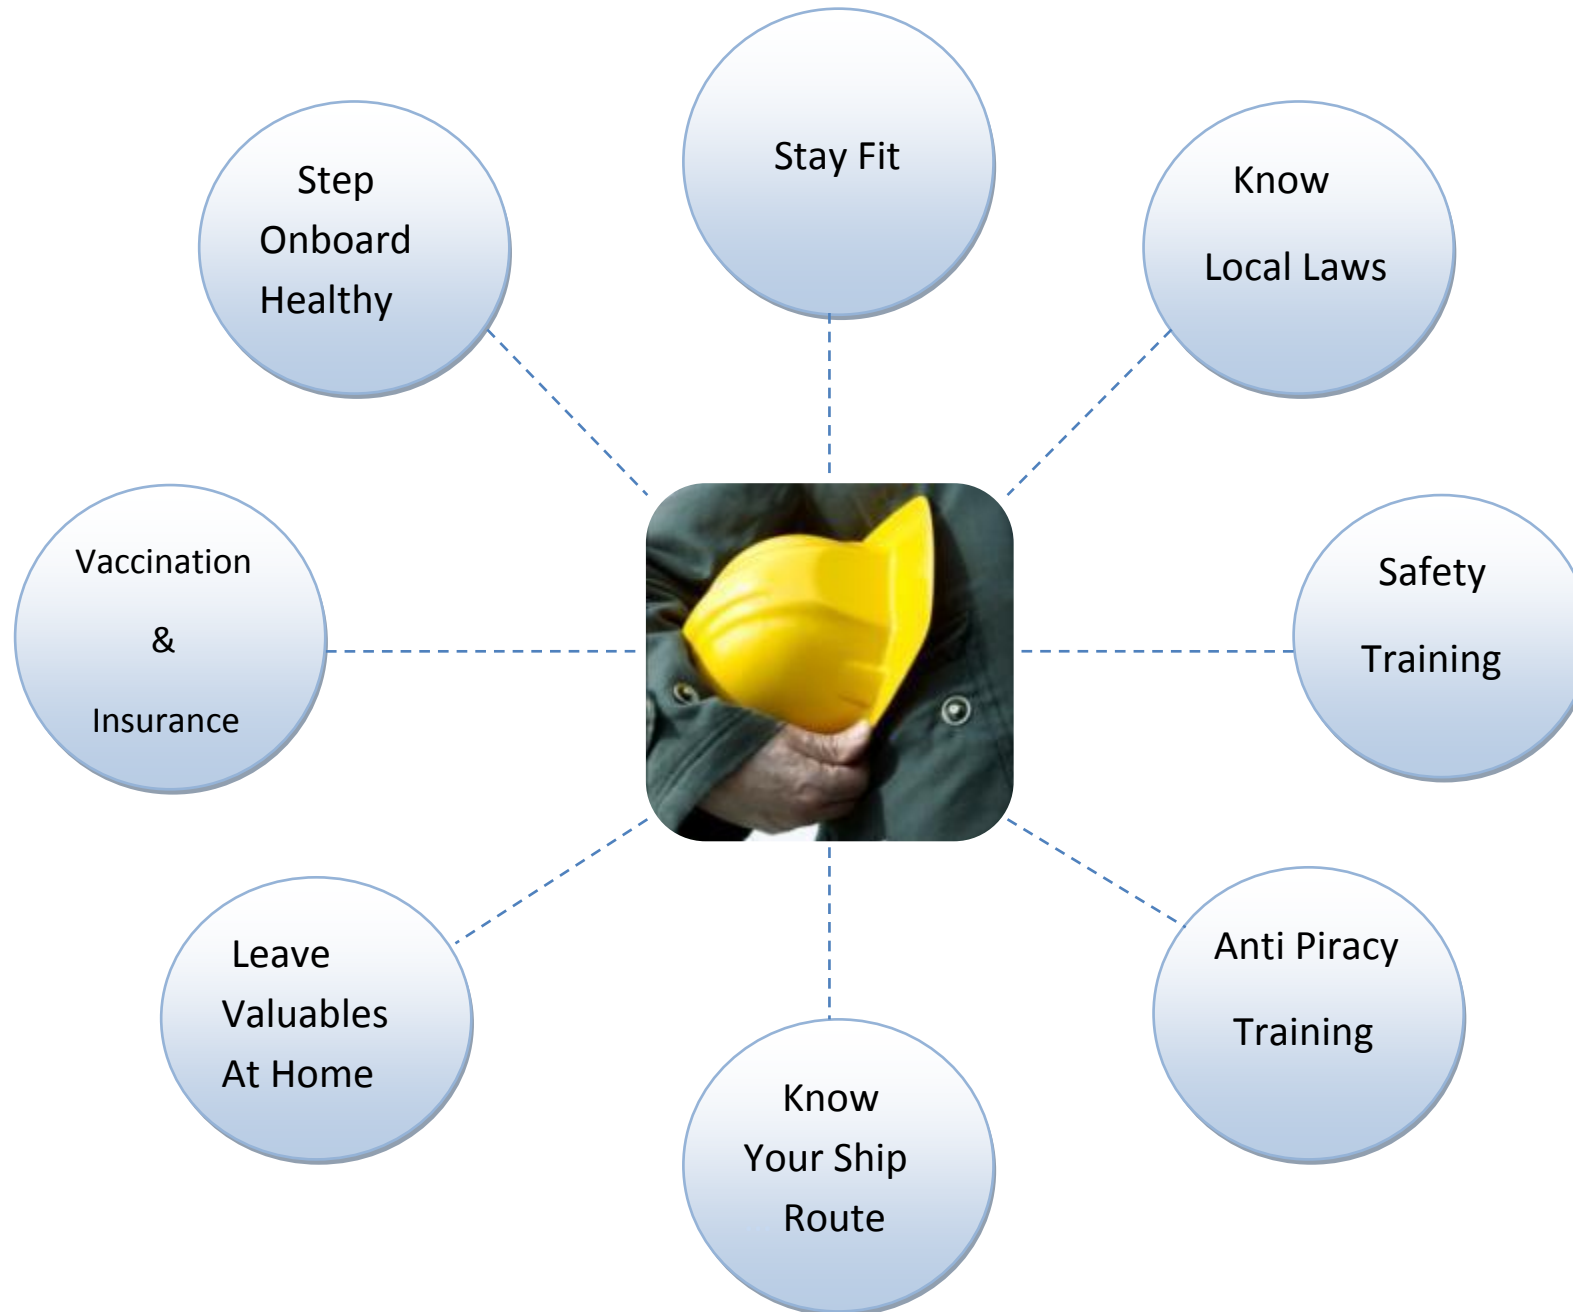 Stay Fit
Step
Onboard
Healthy
Know
Local Laws
Vaccination
&
Insurance
Safety
Training
Leave
Valuables
At Home
Anti Piracy
Training
Know
Your Ship
Route